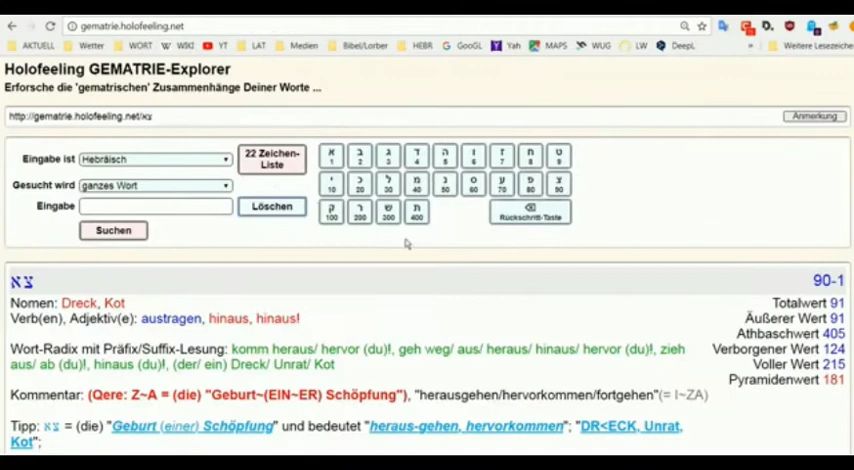 gematrie.holofeeling.net
AKTUELL Wetter WORT WIKI YT LAT Medien Bibel/Lorber HEBR GooGL Yah MAPS WUG LW DeepL » Weitere Lesezeichen
Holofeeling GEMATRIE-Explorer
Erforsche die 'gematrischen' Zusammenhänge Deiner Worte ...
http://gematrie.holofeeling.net/צא Anmerkung
Eingabe ist Hebräisch 22 Zeichen-Liste
Gesucht wird ganzes Wort
Eingabe Löschen
Suchen
א ב ג ד ה ו ז ח ט
1 2 3 4 5 6 7 8 9
י כ ל מ נ ס ע פ צ
10 20 30 40 50 60 70 80 90
ק ר ש ת
100 200 300 400 Rückschritt-Taste
צא 90-1
Nomen: Dreck, Kot Totalwert 91
Verb(en), Adjektiv(e): austragen, hinaus, hinaus! Äußerer Wert 91
Athbaschwert 405
Wort-Radix mit Präfix/Suffix-Lesung: komm heraus/ hervor (du)!, geh weg/ aus/ heraus/ hinaus/ hervor (du)!, zieh Verborgener Wert 124
aus/ ab (du)!, hinaus (du)!, (der/ ein) Dreck/ Unrat/ Kot Voller Wert 215
Pyramidenwert 181
Kommentar: (Qere: Z~A = (die) "Geburt~(EIN~ER) Schöpfung"), "herausgehen/hervorkommen/fortgehen"(= I~ZA)
Tipp: צא = (die) "Geburt (einer) Schöpfung" und bedeutet "heraus-gehen, hervorkommen"; "DR<ECK, Unrat,
Kot";